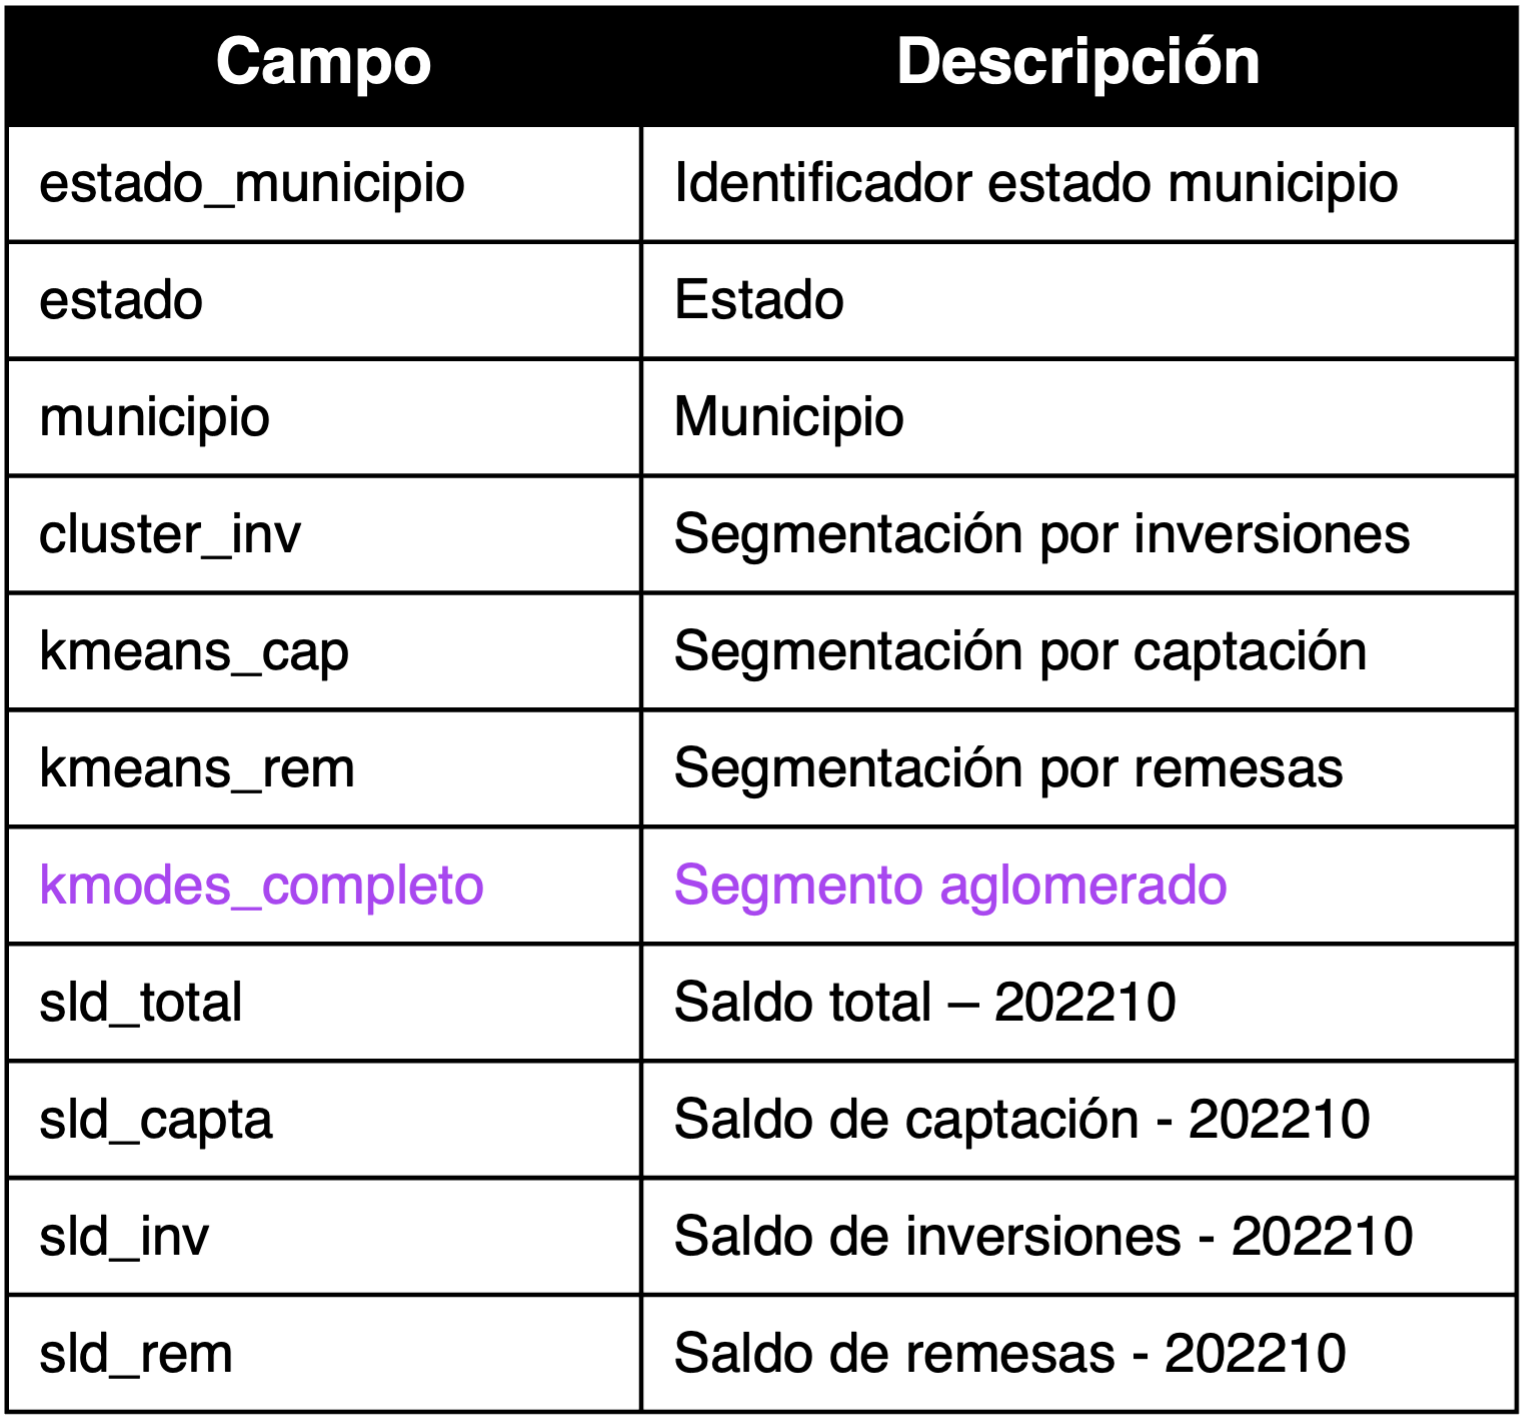 Campo Descripción
estado_municipio Identificador estado municipio
estado Estado
municipio Municipio
cluster_inv Segmentación por inversiones
kmeans_cap Segmentación por captación
kmeans_rem Segmentación por remesas
kmodes_completo Segmento aglomerado
sld_total Saldo total – 202210
sld_capta Saldo de captación - 202210
sld_inv Saldo de inversiones - 202210
sld_rem Saldo de remesas - 202210